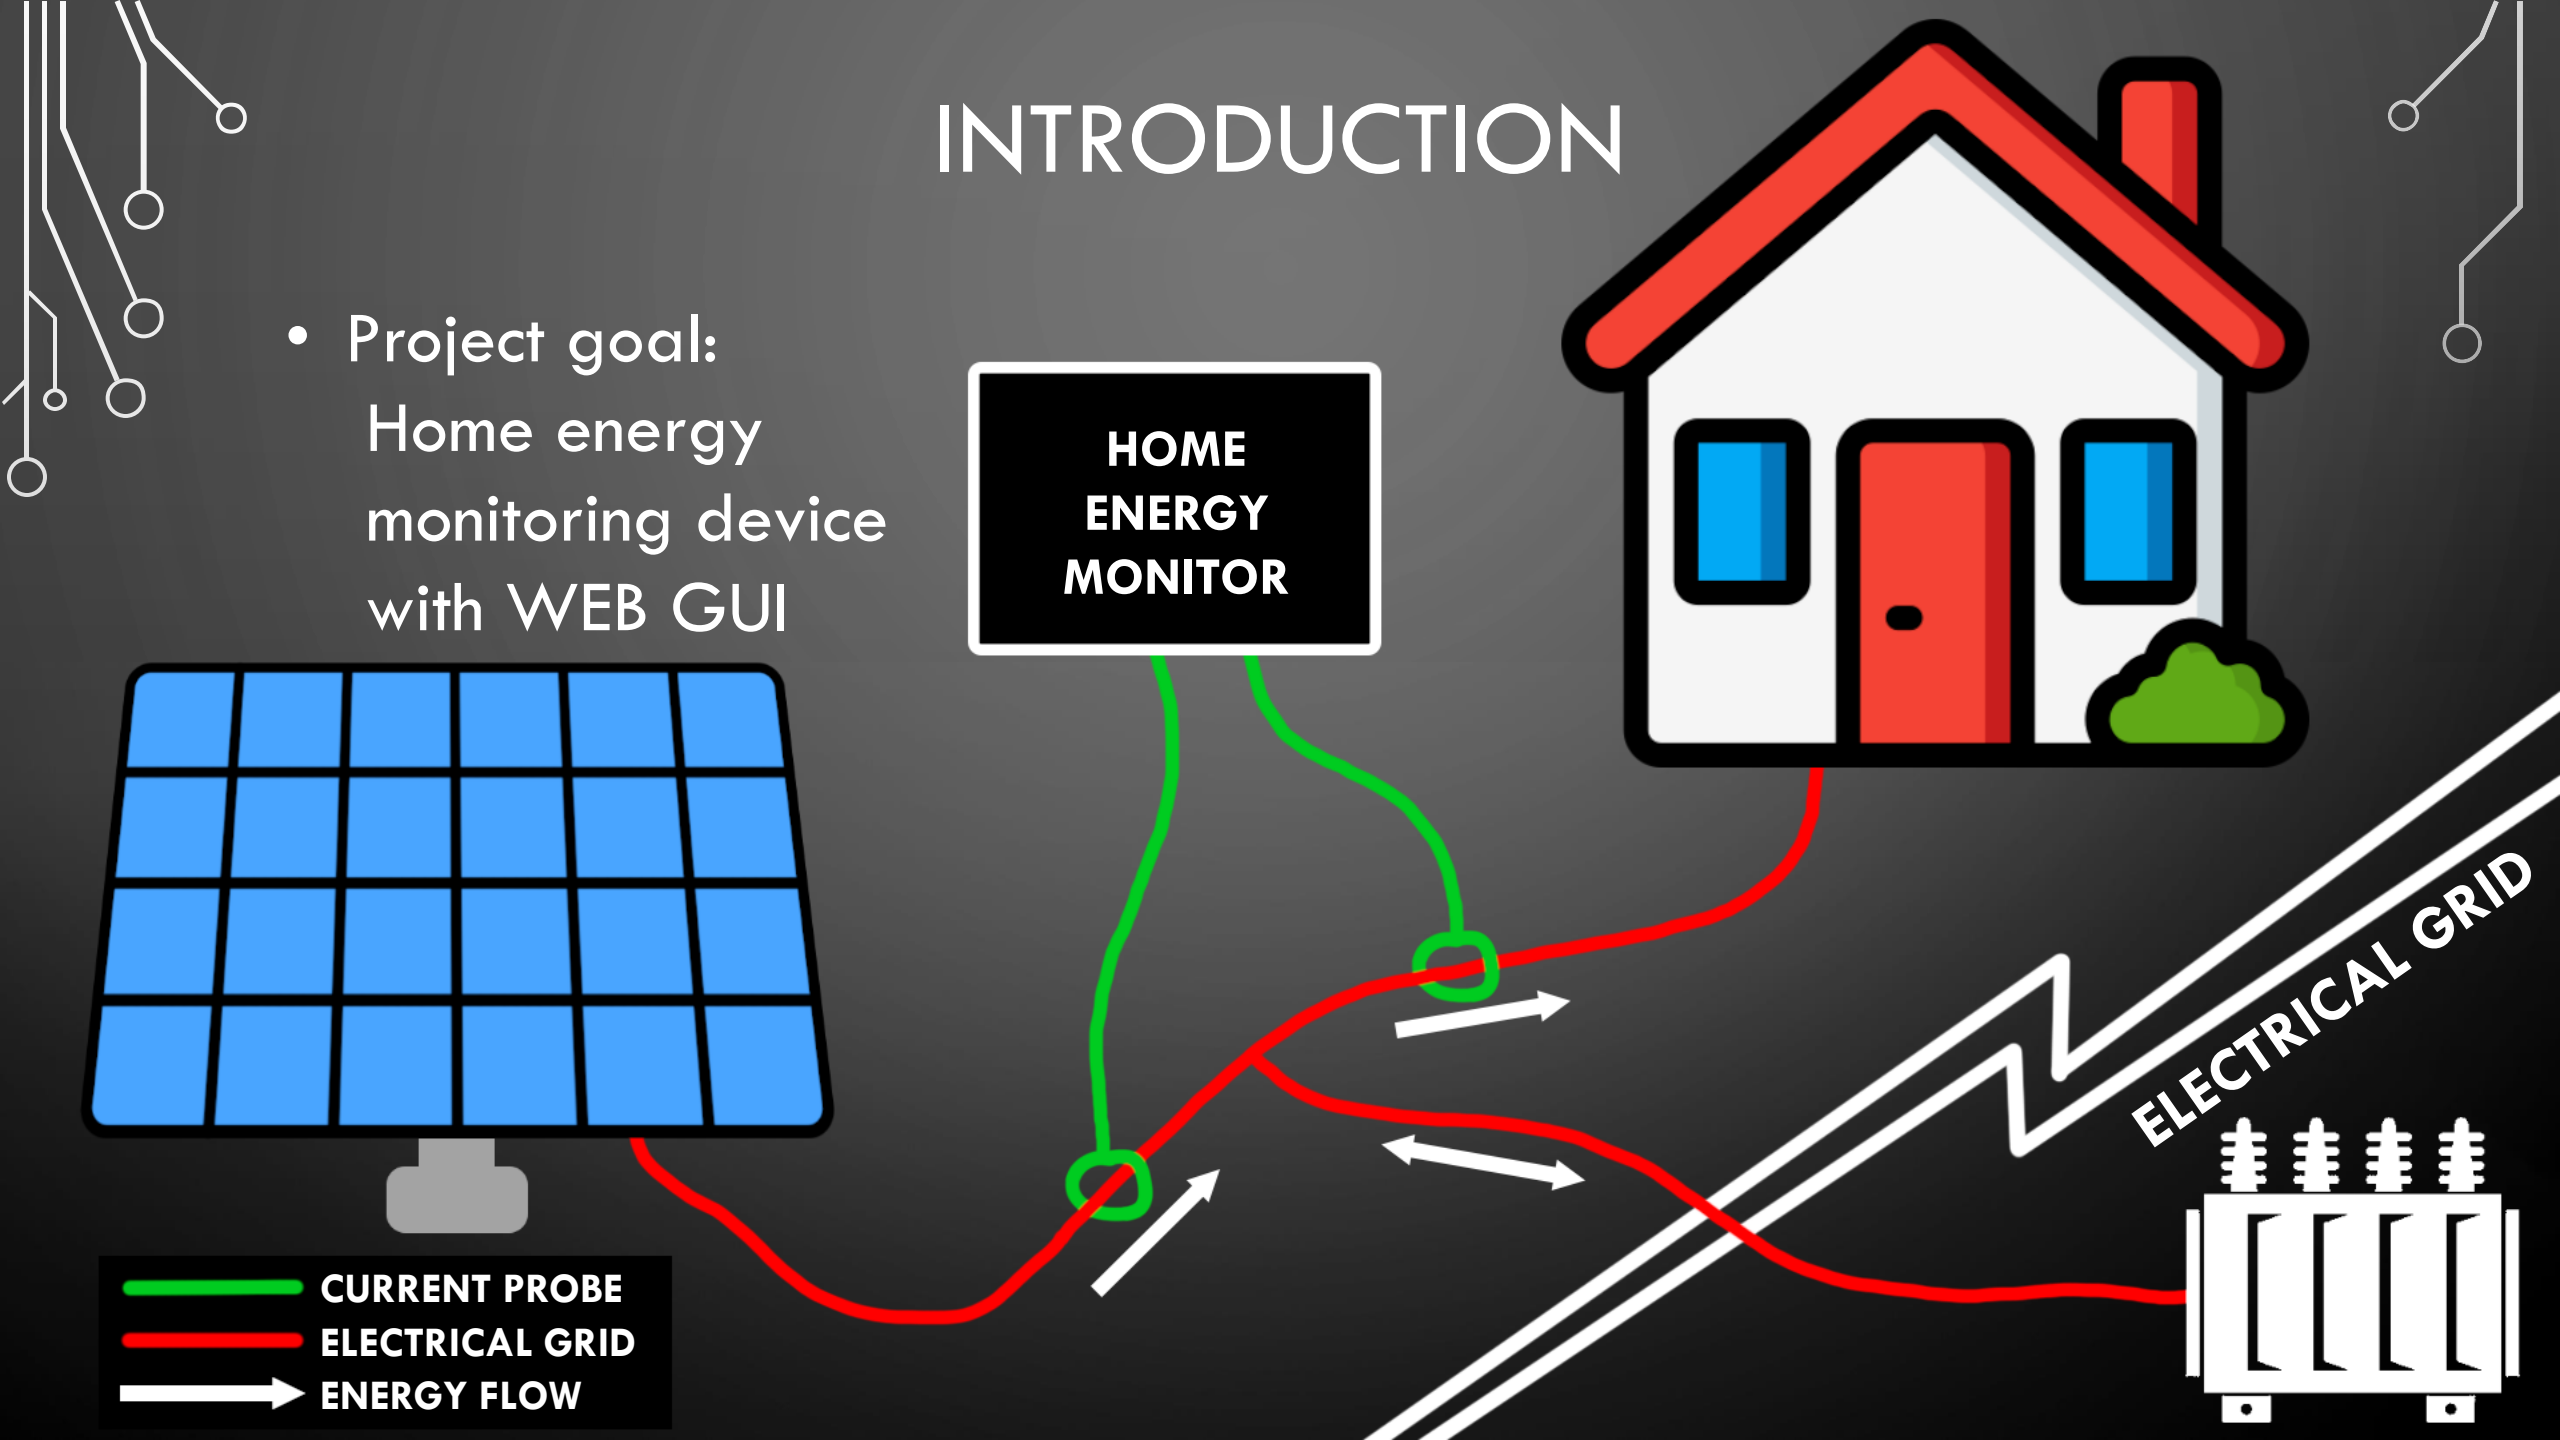 INTRODUCTION
• Project goal:
Home energy
monitoring device
with WEB GUI
HOME
ENERGY
MONITOR
ELECTRICAL GRID
CURRENT PROBE
ELECTRICAL GRID
ENERGY FLOW